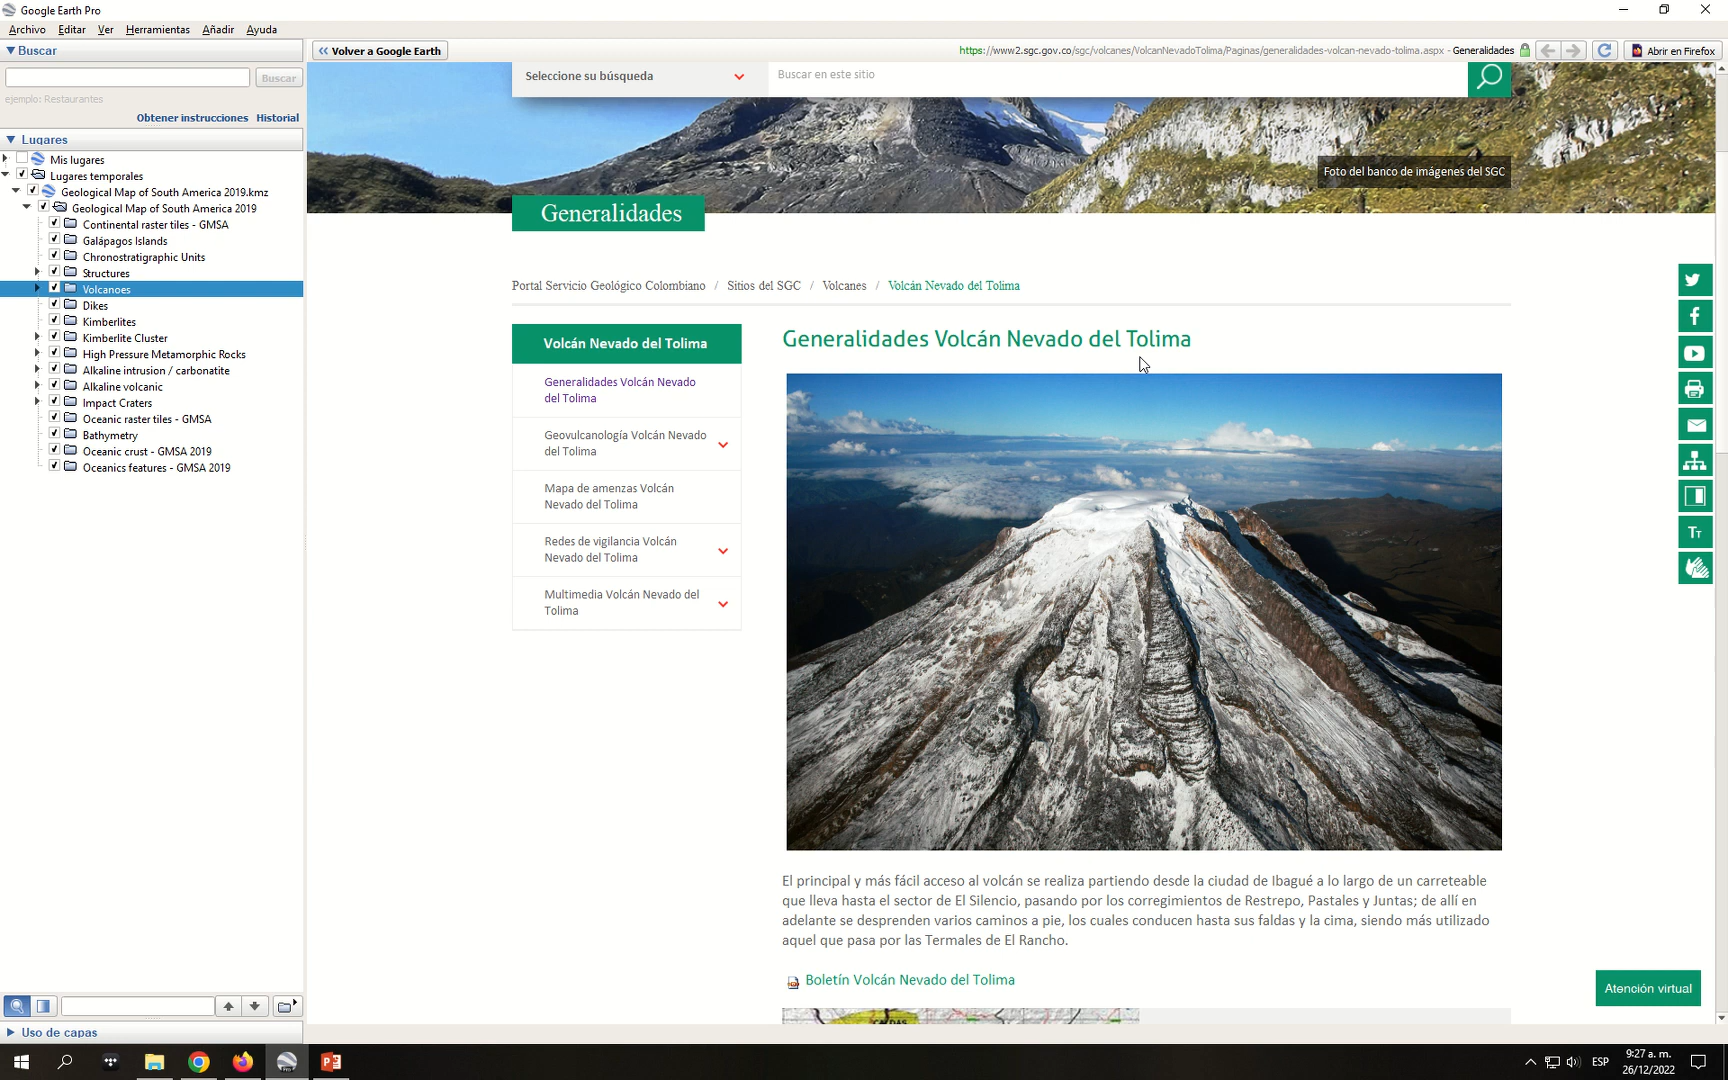 Google Earth Pro
Archivo Editar Ver Herramientas Añadir Ayuda
Buscar
Buscar
ejemplo: Restaurantes
Obtener instrucciones Historial
Lugares
Mis lugares
Lugares temporales
Geological Map of South America 2019.kmz
Geological Map of South America 2019
Continental raster tiles - GMSA
Galápagos Islands
Chronostratigraphic Units
Structures
Volcanoes
Dikes
Kimberlites
Kimberlite Cluster
High Pressure Metamorphic Rocks
Alkaline intrusion / carbonatite
Alkaline volcanic
Impact Craters
Oceanic raster tiles - GMSA
Bathymetry
Oceanic crust - GMSA 2019
Oceanics features - GMSA 2019
Uso de capas
Volver a Google Earth
https://www2.sgc.gov.co/sgc/volcanes/VolcanNevadoTolima/Paginas/generalidades-volcan-nevado-tolima.aspx - Generalidades
Abrir en Firefox
Seleccione su búsqueda
Buscar en este sitio
Foto del banco de imágenes del SGC
Generalidades
Portal Servicio Geológico Colombiano / Sitios del SGC / Volcanes / Volcán Nevado del Tolima
Volcán Nevado del Tolima
Generalidades Volcán Nevado
del Tolima
Geovulcanología Volcán Nevado
del Tolima
Mapa de amenzas Volcán
Nevado del Tolima
Redes de vigilancia Volcán
Nevado del Tolima
Multimedia Volcán Nevado del
Tolima
Generalidades Volcán Nevado del Tolima
El principal y más fácil acceso al volcán se realiza partiendo desde la ciudad de Ibagué a lo largo de un carreteable
que lleva hasta el sector de El Silencio, pasando por los corregimientos de Restrepo, Pastales y Juntas; de allí en
adelante se desprenden varios caminos a pie, los cuales conducen hasta sus faldas y la cima, siendo más utilizado
aquel que pasa por las Termales de El Rancho.
Boletín Volcán Nevado del Tolima
CALDAS
TT
Atención virtual
ESP
9:27 a. m.
26/12/2022